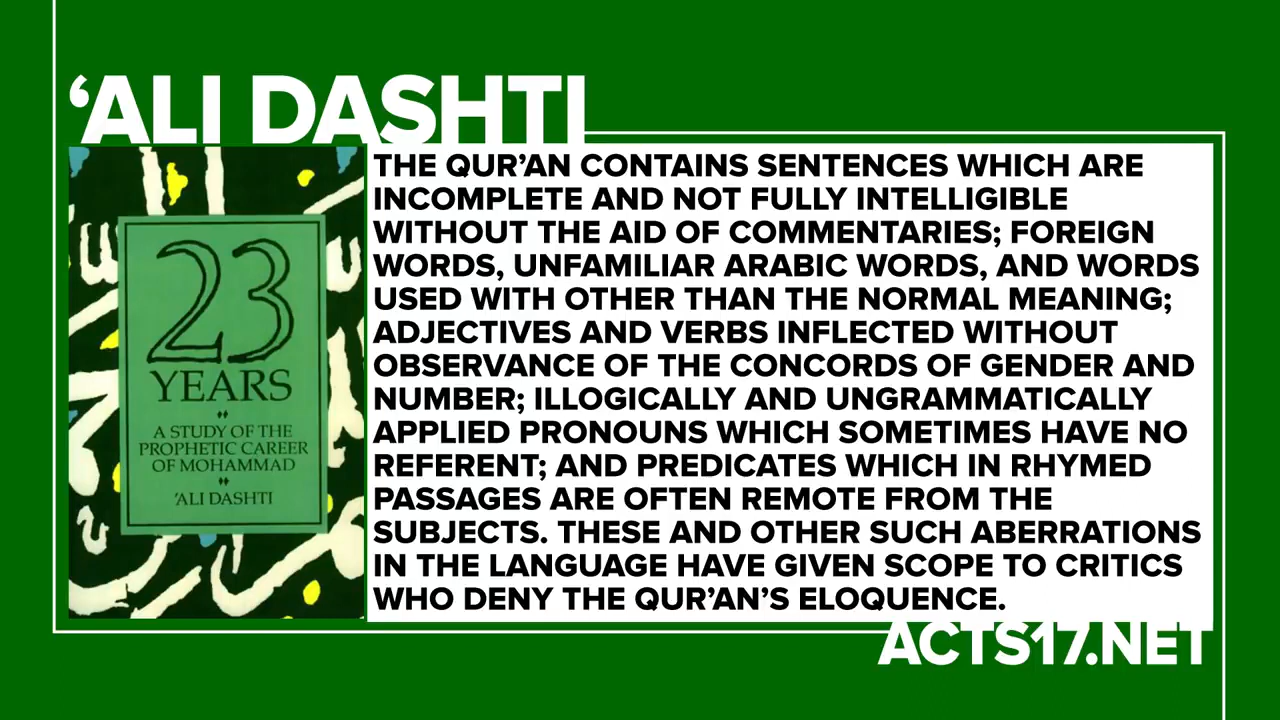 ‘ALI DASHTI
23
YEARS
A STUDY OF THE
PROPHETIC CAREER
OF MOHAMMAD
‘ALI DASHTI
THE QUR’AN CONTAINS SENTENCES WHICH ARE
INCOMPLETE AND NOT FULLY INTELLIGIBLE
WITHOUT THE AID OF COMMENTARIES; FOREIGN
WORDS, UNFAMILIAR ARABIC WORDS, AND WORDS
USED WITH OTHER THAN THE NORMAL MEANING;
ADJECTIVES AND VERBS INFLECTED WITHOUT
OBSERVANCE OF THE CONCORDS OF GENDER AND
NUMBER; ILLOGICALLY AND UNGRAMMATICALLY
APPLIED PRONOUNS WHICH SOMETIMES HAVE NO
REFERENT; AND PREDICATES WHICH IN RHYMED
PASSAGES ARE OFTEN REMOTE FROM THE
SUBJECTS. THESE AND OTHER SUCH ABERRATIONS
IN THE LANGUAGE HAVE GIVEN SCOPE TO CRITICS
WHO DENY THE QUR’AN’S ELOQUENCE.
ACTS17.NET